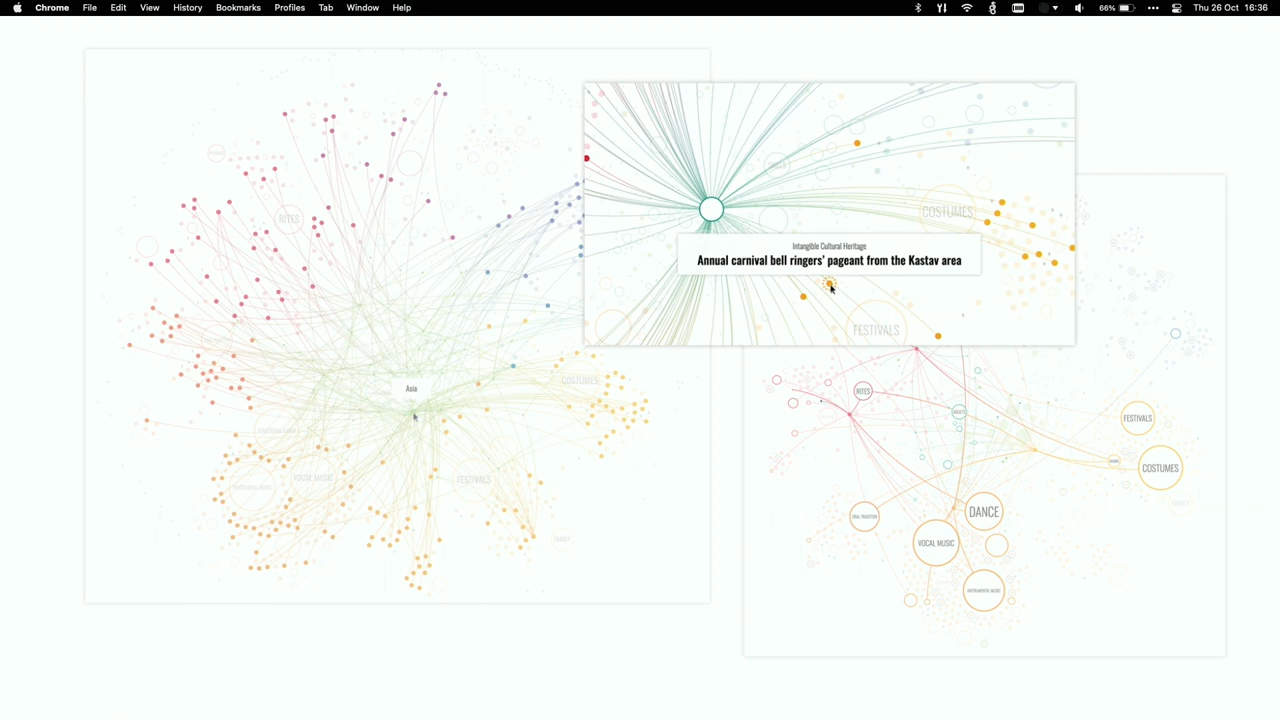 Chrome File Edit View History Bookmarks Profiles Tab Window Help
66% Thu 26 Oct 16:36
RITES
Asia
COSTUMES
VOCAL MUSIC
FESTIVALS
COSTUMES
Intangible Cultural Heritage
Annual carnival bell ringers' pageant from the Kastav area
FESTIVALS
RITES
ADULTS
FESTIVALS
COSTUMES
ORAL TRADITION
DANCE
VOCAL MUSIC
INSTRUMENTAL MUSIC